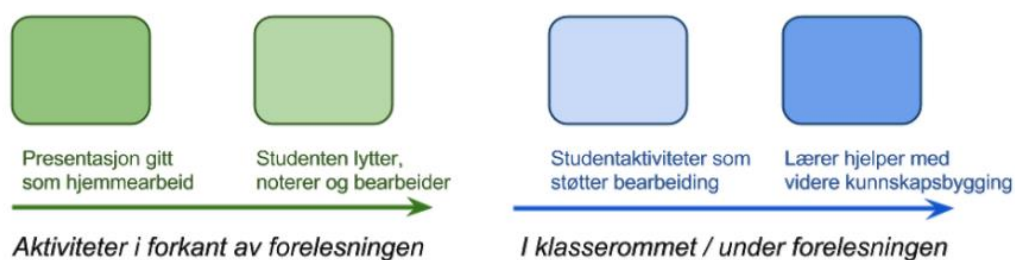 Presentasjon gitt
som hjemmearbeid
Studenten lytter,
noterer og bearbeider
Studentaktiviteter som
støtter bearbeiding
Lærer hjelper med
videre kunnskapsbygging
Aktiviteter i forkant av forelesningen
I klasserommet / under forelesningen